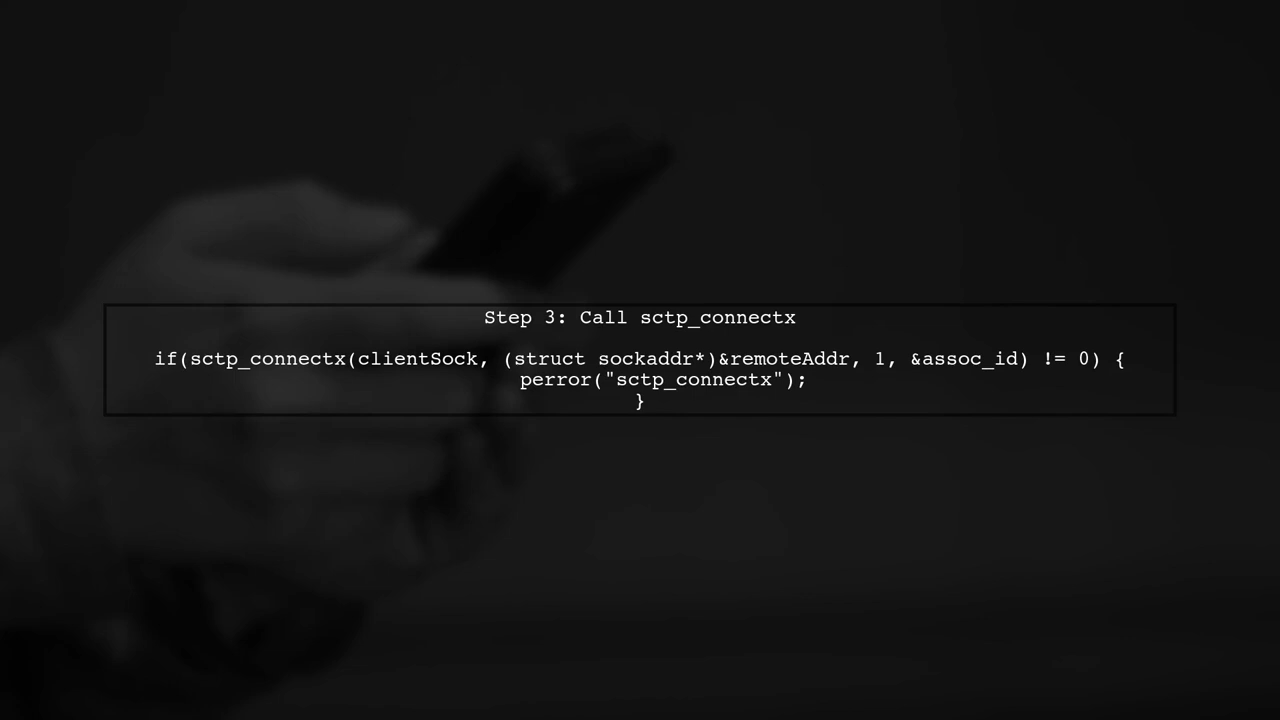 Step 3: Call sctp_connectx
if(sctp_connectx(clientSock, (struct sockaddr*)&remoteAddr, 1, &assoc_id) != 0) {
perror("sctp_connectx");
}